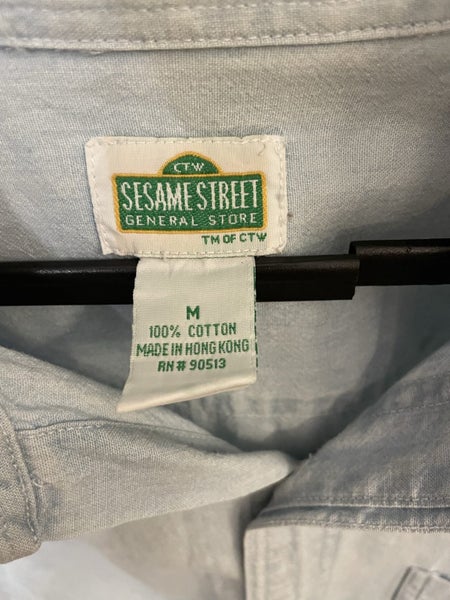 CTW
SESAME STREET
GENERAL STORE
TM OF CTW
M
100% COTTON
MADE IN HONG KONG
RN# 90513